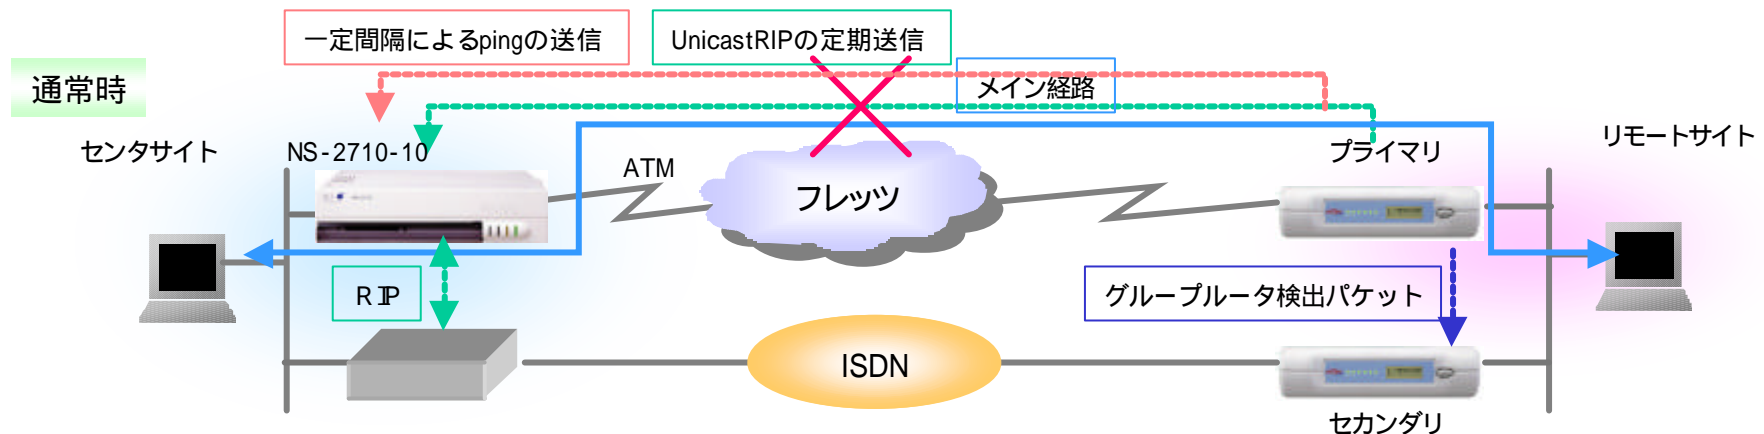 一定間隔によるpingの送信
UnicastRIPの定期送信
通常時
メイン経路
センタサイト
NS-2710-10
ATM
フレッツ
プライマリ
リモートサイト
RIP
グループルータ検出パケット
ISDN
セカンダリ